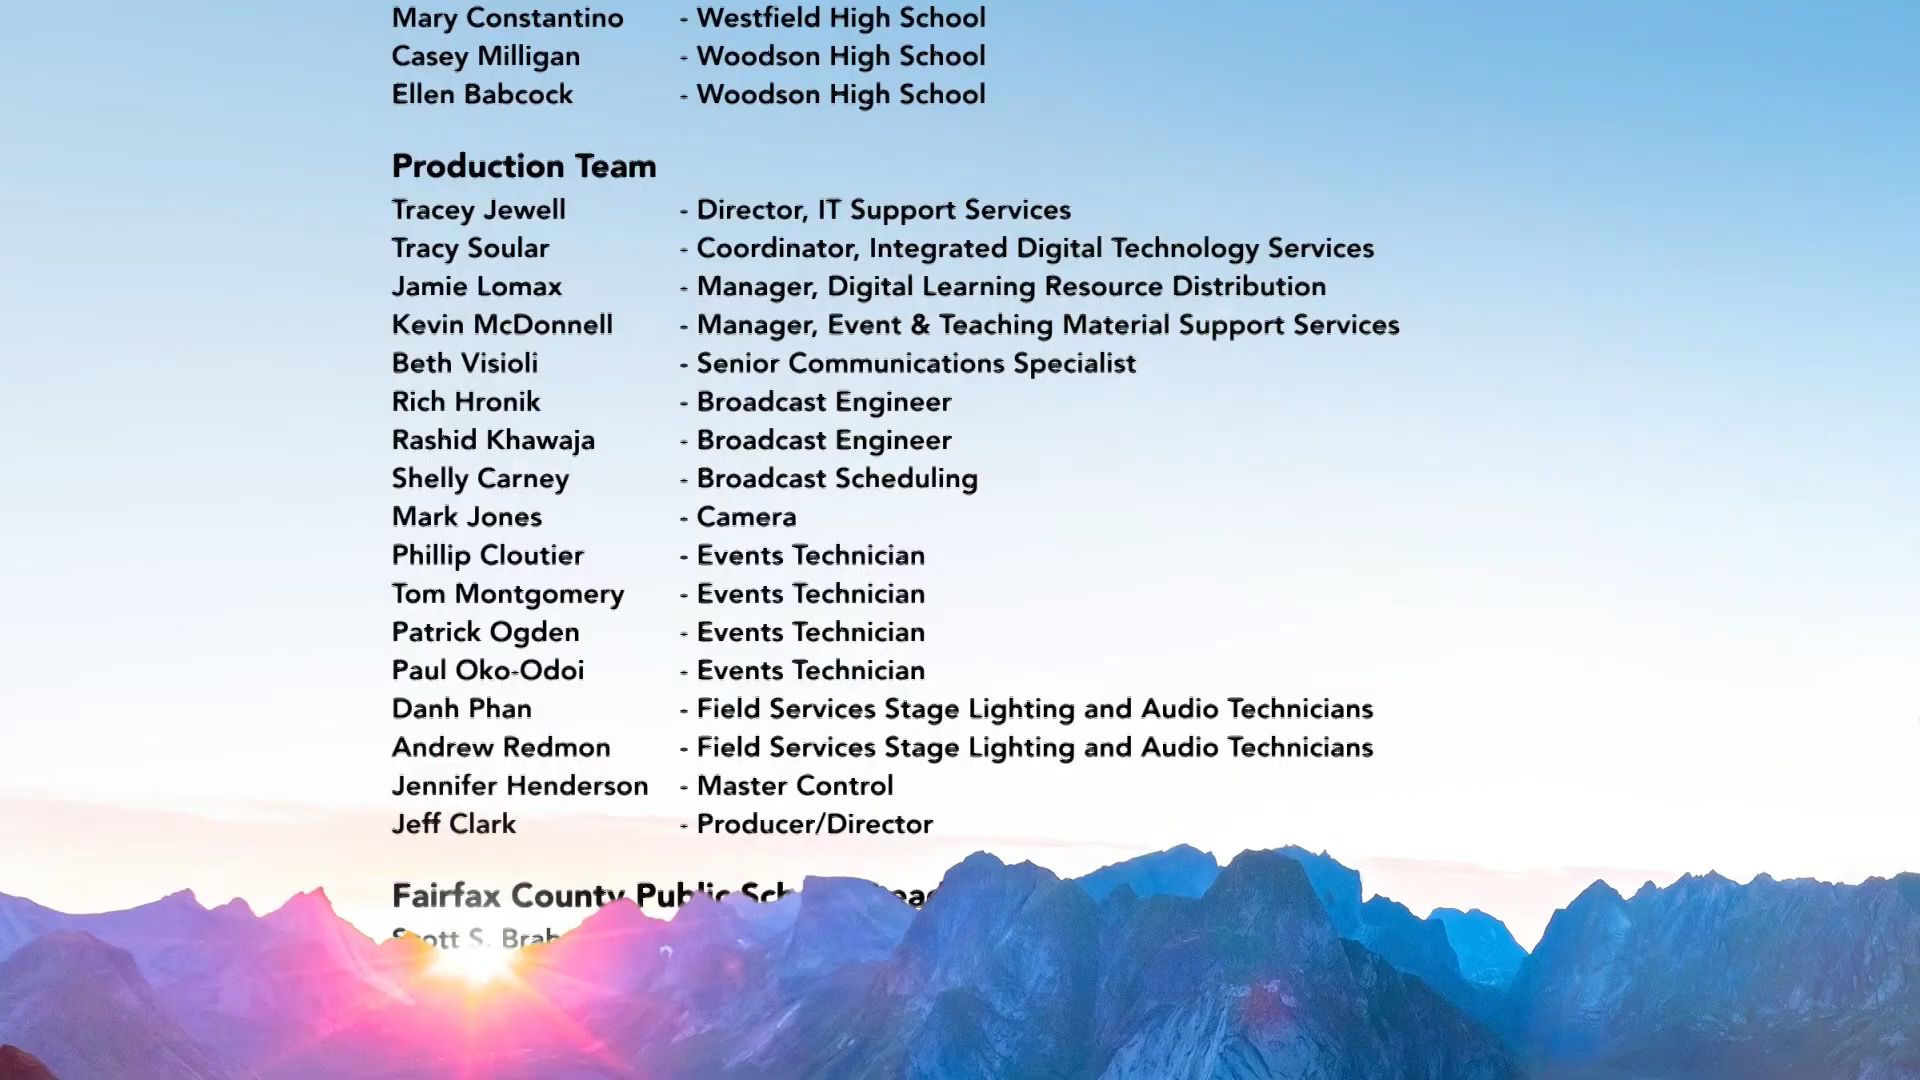 Mary Constantino - Westfield High School
Casey Milligan - Woodson High School
Ellen Babcock - Woodson High School
Production Team
Tracey Jewell - Director, IT Support Services
Tracy Soular - Coordinator, Integrated Digital Technology Services
Jamie Lomax - Manager, Digital Learning Resource Distribution
Kevin McDonnell - Manager, Event & Teaching Material Support Services
Beth Visioli - Senior Communications Specialist
Rich Hronik - Broadcast Engineer
Rashid Khawaja - Broadcast Engineer
Shelly Carney - Broadcast Scheduling
Mark Jones - Camera
Phillip Cloutier - Events Technician
Tom Montgomery - Events Technician
Patrick Ogden - Events Technician
Paul Oko-Odoi - Events Technician
Danh Phan - Field Services Stage Lighting and Audio Technicians
Andrew Redmon - Field Services Stage Lighting and Audio Technicians
Jennifer Henderson - Master Control
Jeff Clark - Producer/Director
Fairfax County Public
Scott S.